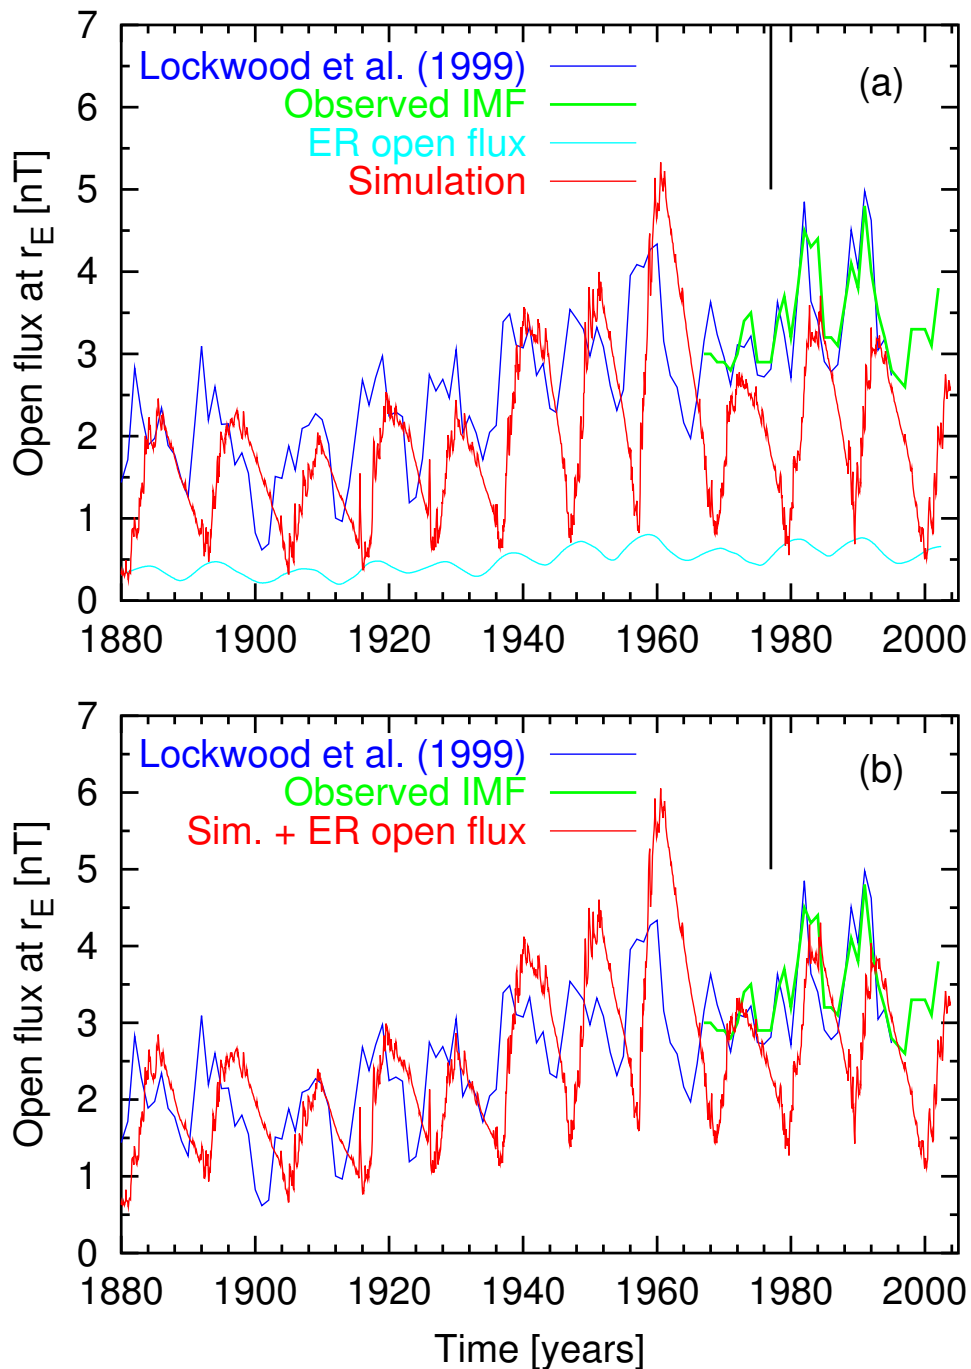 7
6
5
4
3
2
1
0
Open flux at r_E [nT]
Lockwood et al. (1999)
Observed IMF
ER open flux
Simulation
(a)
1880 1900 1920 1940 1960 1980 2000
7
6
5
4
3
2
1
0
Open flux at r_E [nT]
Lockwood et al. (1999)
Observed IMF
Sim. + ER open flux
(b)
1880 1900 1920 1940 1960 1980 2000
Time [years]